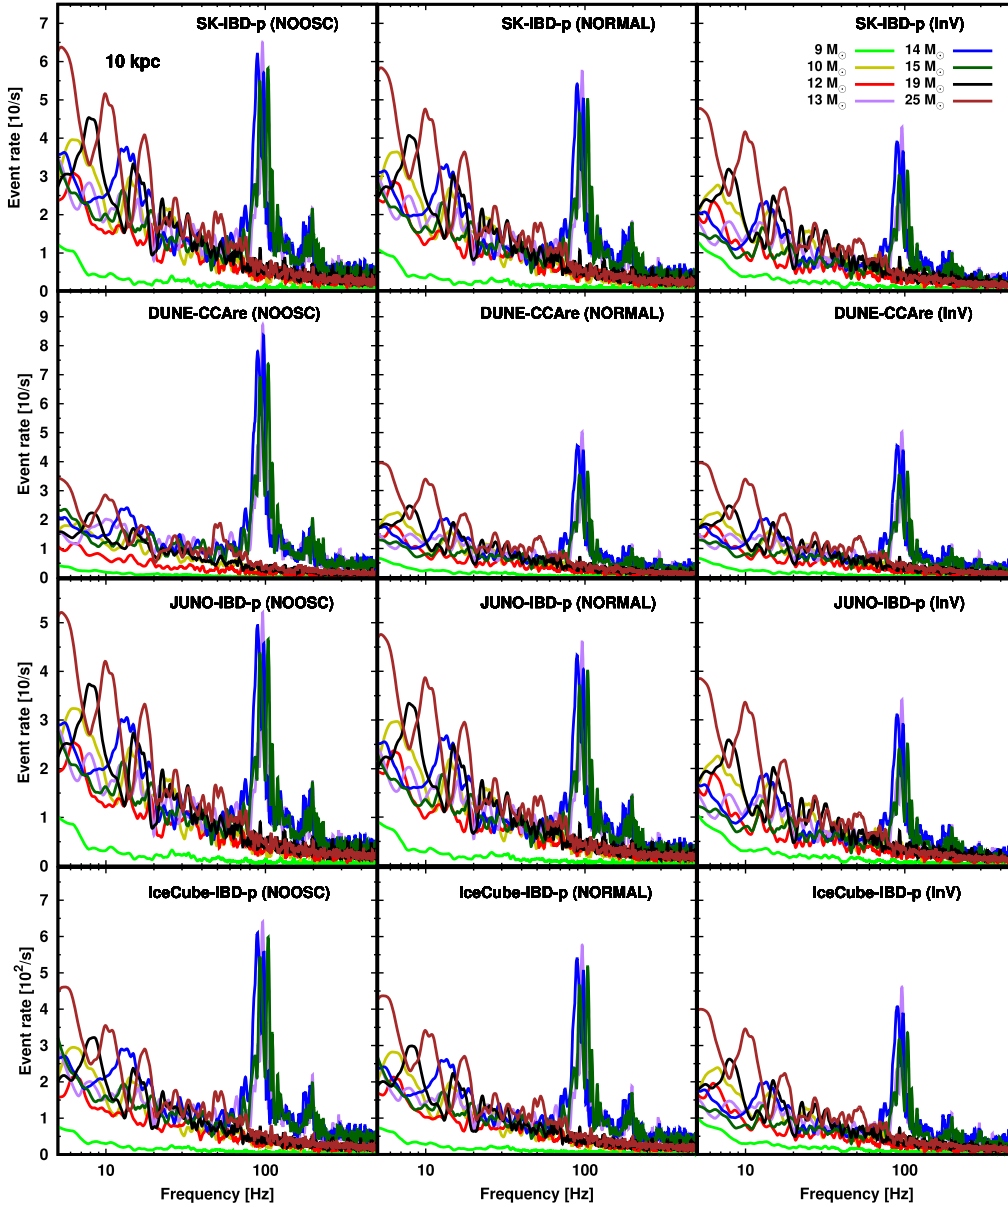 SK-IBD-p (NOOSC)
SK-IBD-p (NORMAL)
SK-IBD-p (InV)
10 kpc
9 M☉ 14 M☉
10 M☉ 15 M☉
12 M☉ 19 M☉
13 M☉ 25 M☉
Event rate [10/s]
7
6
5
4
3
2
1
0
DUNE-CCAre (NOOSC)
DUNE-CCAre (NORMAL)
DUNE-CCAre (InV)
Event rate [10/s]
9
8
7
6
5
4
3
2
1
0
JUNO-IBD-p (NOOSC)
JUNO-IBD-p (NORMAL)
JUNO-IBD-p (InV)
Event rate [10/s]
5
4
3
2
1
0
IceCube-IBD-p (NOOSC)
IceCube-IBD-p (NORMAL)
IceCube-IBD-p (InV)
Event rate [10²/s]
7
6
5
4
3
2
1
0
10 100 10 100 10 100
Frequency [Hz] Frequency [Hz] Frequency [Hz]